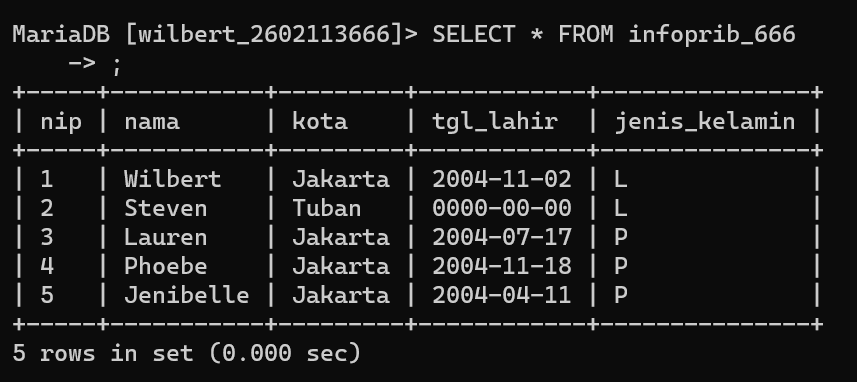 MariaDB [wilbert_2602113666]> SELECT * FROM infoprib_666
    -> ;
+-----+-----------+---------+------------+---------------+
| nip | nama      | kota    | tgl_lahir  | jenis_kelamin |
+-----+-----------+---------+------------+---------------+
| 1   | Wilbert   | Jakarta | 2004-11-02 | L             |
| 2   | Steven    | Tuban   | 0000-00-00 | L             |
| 3   | Lauren    | Jakarta | 2004-07-17 | P             |
| 4   | Phoebe    | Jakarta | 2004-11-18 | P             |
| 5   | Jenibelle | Jakarta | 2004-04-11 | P             |
+-----+-----------+---------+------------+---------------+
5 rows in set (0.000 sec)